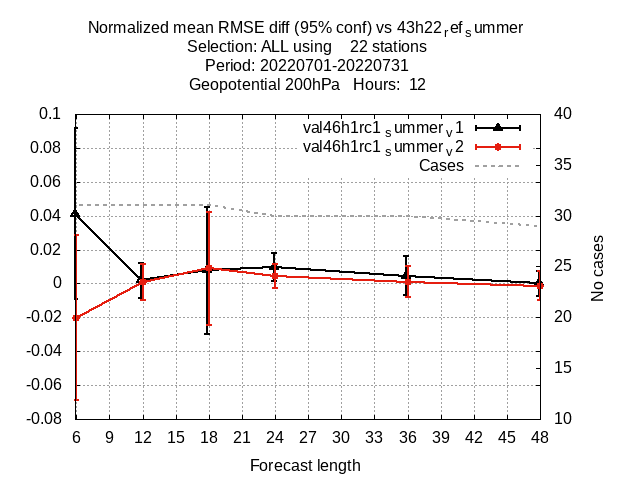 Normalized mean RMSE diff (95% conf) vs 43h22refsummer
Selection: ALL using    22 stations
Period: 20220701-20220731
Geopotential 200hPa   Hours:  12
0.1
0.08
0.06
0.04
0.02
0
-0.02
-0.04
-0.06
-0.08
val46h1rc1summerv1
val46h1rc1summerv2
Cases
40
35
30
25
20
15
10
No cases
6 9 12 15 18 21 24 27 30 33 36 39 42 45 48
Forecast length